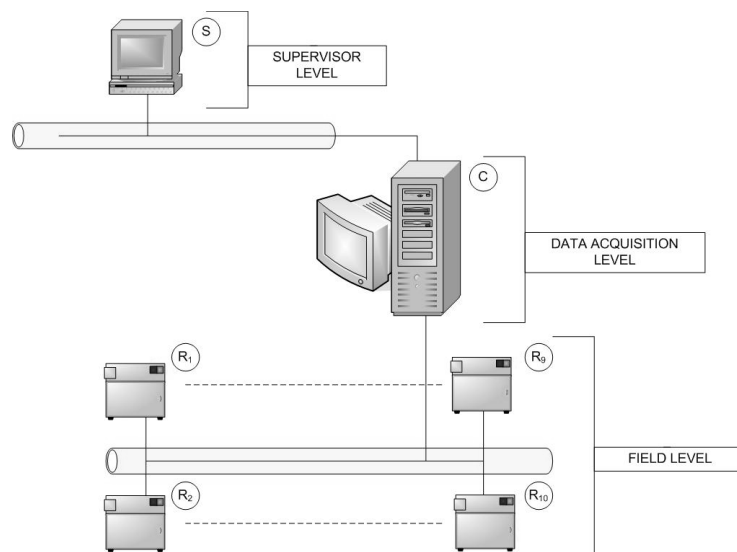 S
SUPERVISOR
LEVEL
C
DATA ACQUISITION
LEVEL
R1
R9
FIELD LEVEL
R2
R10